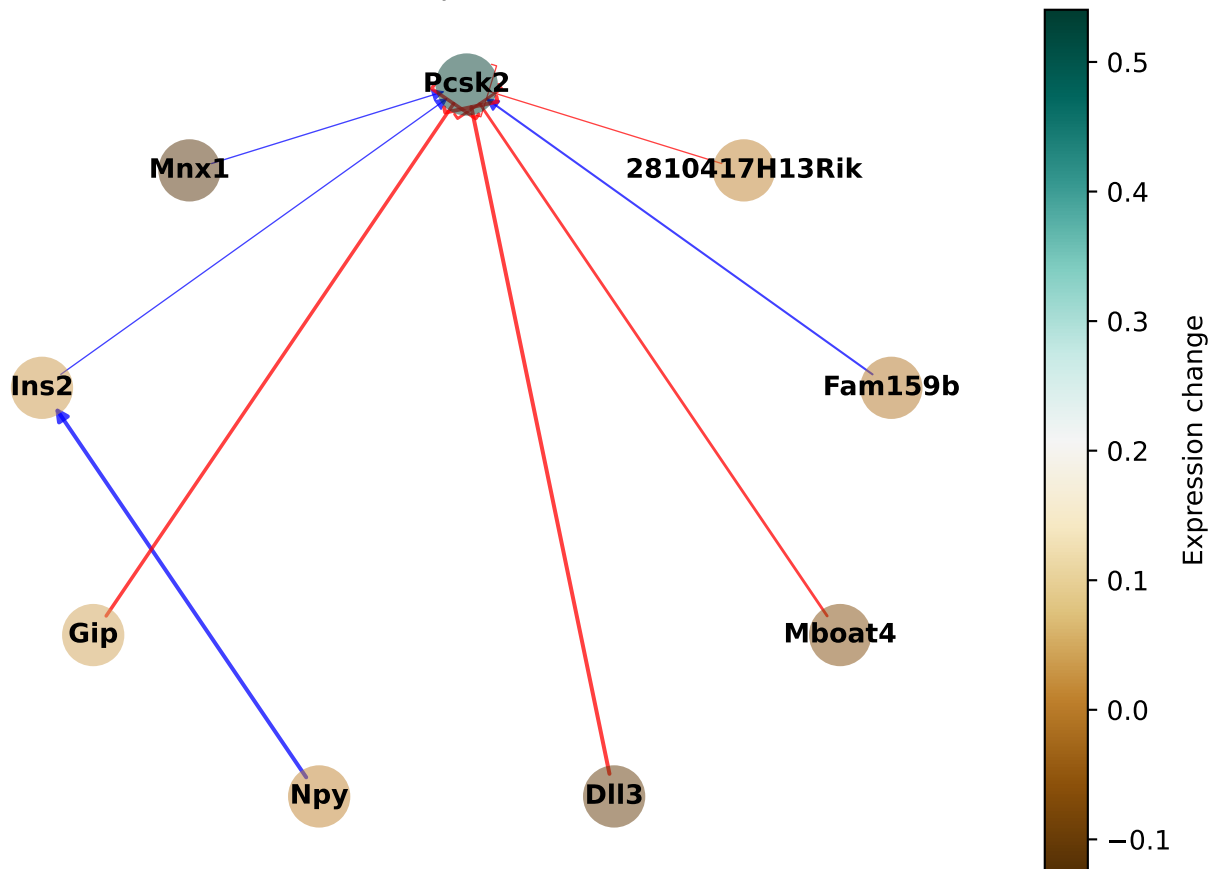 Pcsk2
Mnx1
2810417H13Rik
Ins2
Fam159b
Gip
Mboat4
Npy
Dll3
0.5
0.4
0.3
0.2
0.1
0.0
−0.1
Expression change